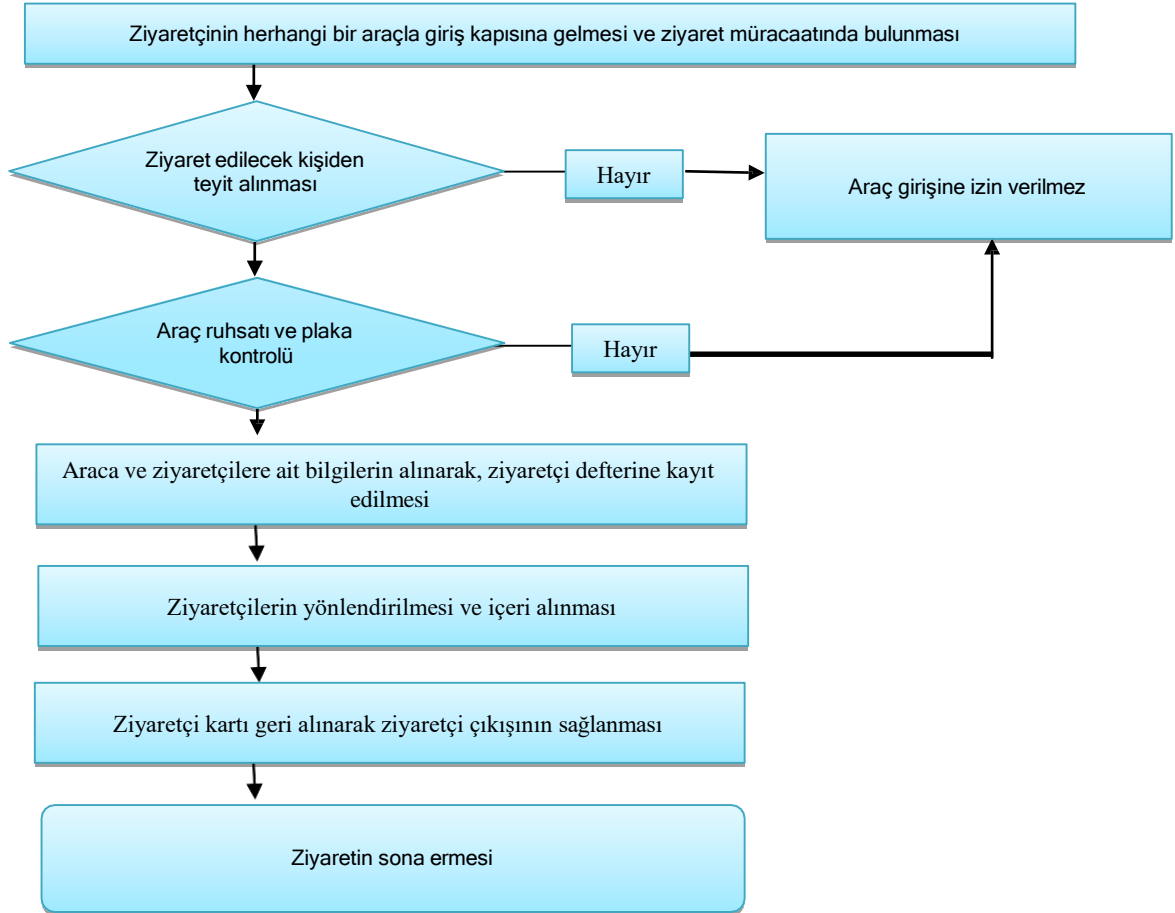 Ziyaretçinin herhangi bir araçla giriş kapısına gelmesi ve ziyaret müracaatında bulunması
Ziyaret edilecek kişiden
teyit alınması
Hayır
Araç girişine izin verilmez
Araç ruhsatı ve plaka
kontrolü
Hayır
Araca ve ziyaretçilere ait bilgilerin alınarak, ziyaretçi defterine kayıt
edilmesi
Ziyaretçilerin yönlendirilmesi ve içeri alınması
Ziyaretçi kartı geri alınarak ziyaretçi çıkışının sağlanması
Ziyaretin sona ermesi